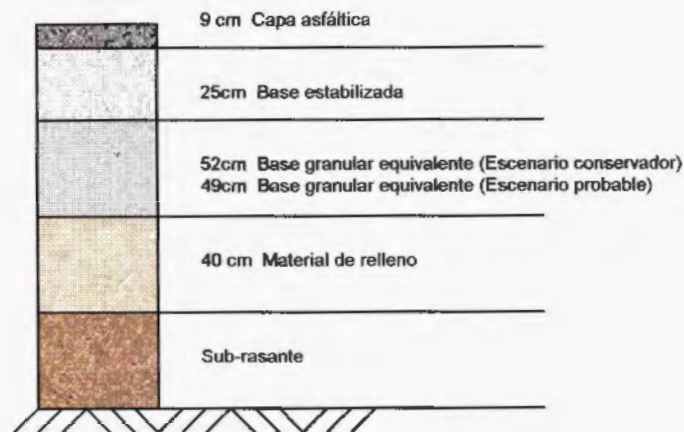 9 cm Capa asfáltica
25cm Base estabilizada
52cm Base granular equivalente (Escenario conservador)
49cm Base granular equivalente (Escenario probable)
40 cm Material de relleno
Sub-rasante